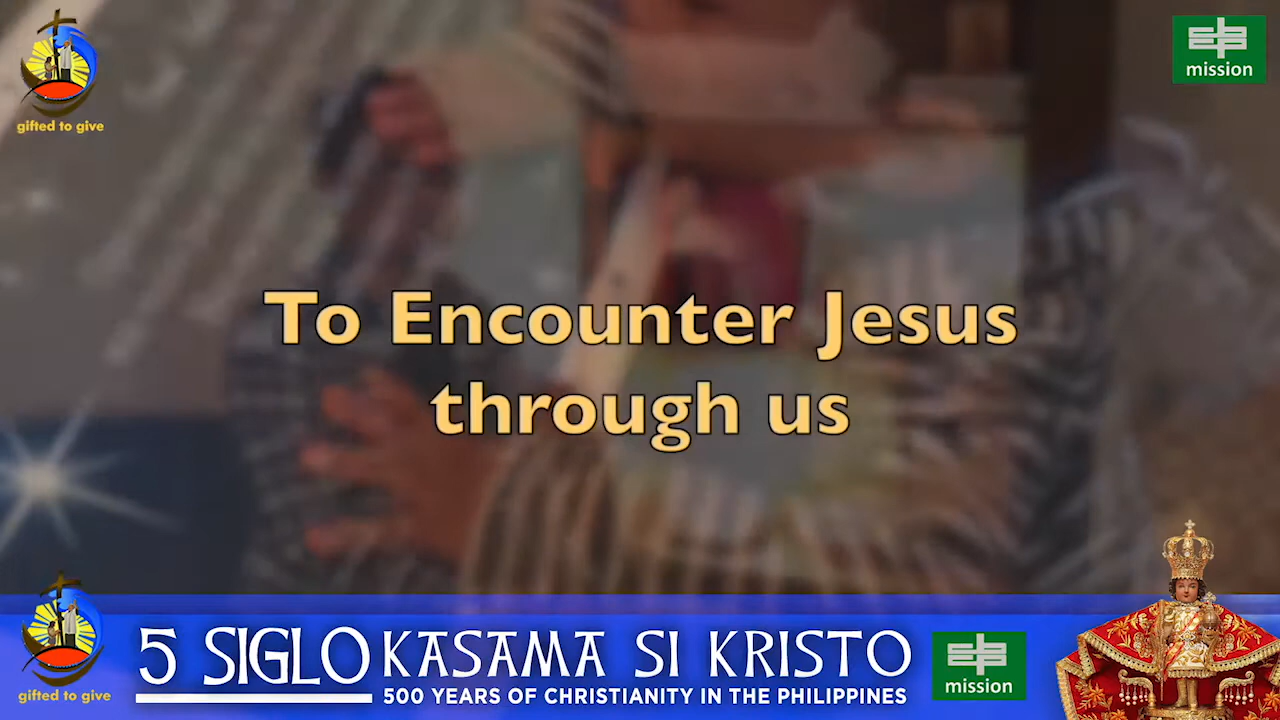 gifted to give
mission
To Encounter Jesus
through us
5 SIGLO KASAMA SI KRISTO
500 YEARS OF CHRISTIANITY IN THE PHILIPPINES
gifted to give
mission